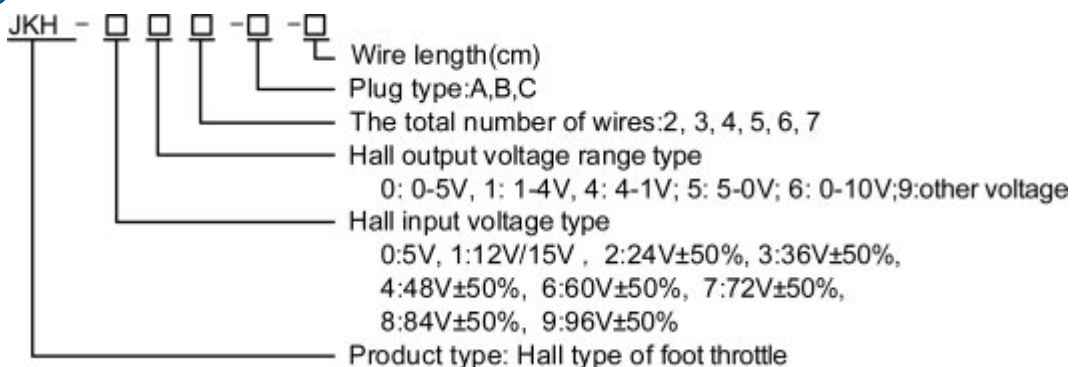 JKH - □ □ □ -□ -□
Wire length(cm)
Plug type:A,B,C
The total number of wires:2, 3, 4, 5, 6, 7
Hall output voltage range type
0: 0-5V, 1: 1-4V, 4: 4-1V; 5: 5-0V; 6: 0-10V;9:other voltage
Hall input voltage type
0:5V, 1:12V/15V , 2:24V±50%, 3:36V±50%,
4:48V±50%, 6:60V±50%, 7:72V±50%,
8:84V±50%, 9:96V±50%
Product type: Hall type of foot throttle